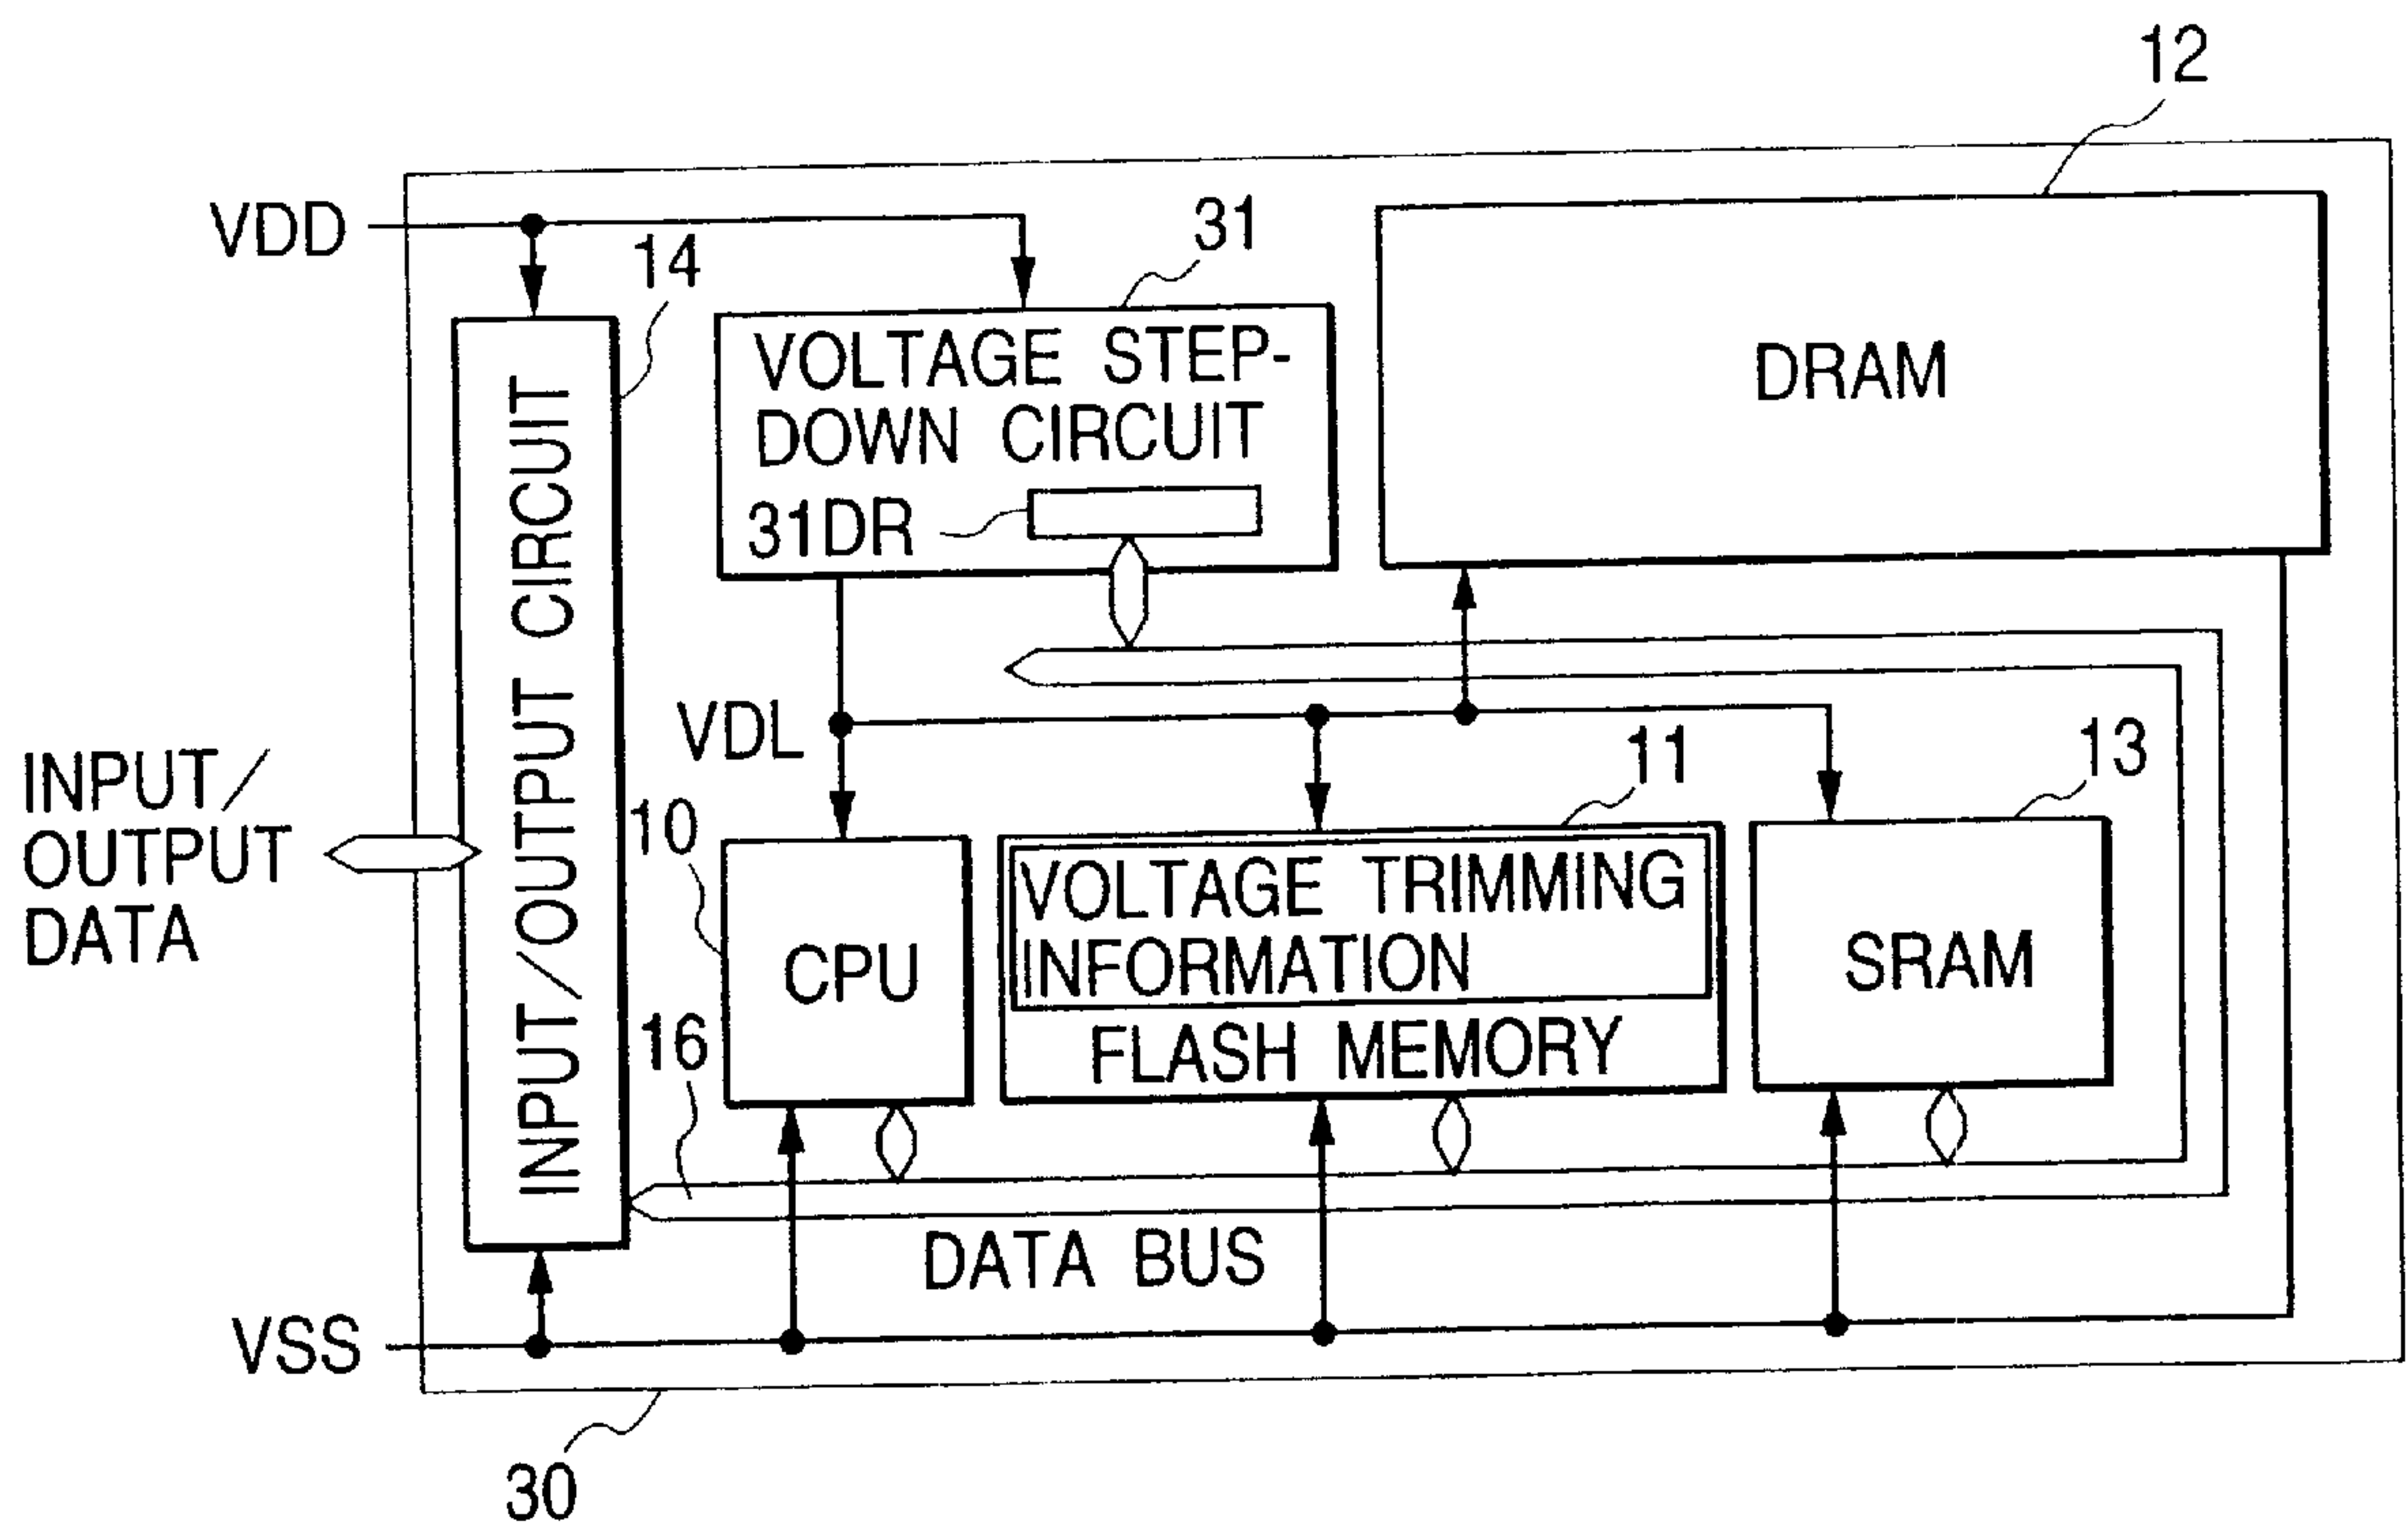 12
VDD
14
31
VOLTAGE STEP-
DOWN CIRCUIT
31DR
DRAM
INPUT/OUTPUT CIRCUIT
VDL
11
13
INPUT/
OUTPUT
DATA
10
CPU
VOLTAGE TRIMMING
INFORMATION
FLASH MEMORY
SRAM
16
DATA BUS
VSS
30